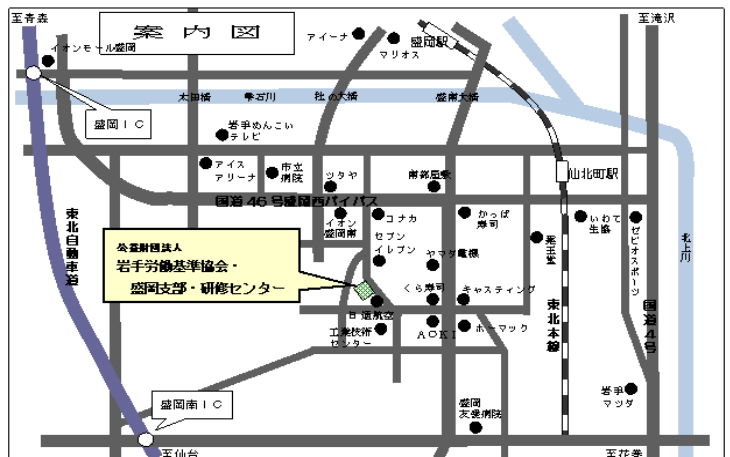 至青森
案内図
至滝沢
アイーナ
マリオス
盛岡駅
イオンモール盛岡
太田橋
雫石川
杜の大橋
盛南大橋
盛岡IC
岩手めんこい
テレビ
アイス
アリーナ
市立
病院
ツタヤ
南部屋敷
仙北町駅
国道46号盛岡西バイパス
イオン
盛岡南
コナカ
かっぱ
寿司
いわて
生協
ゼビオスポーツ
北上川
東北自動車道
セブン
イレブン
ヤマダ電機
薬王堂
公益財団法人
岩手労働基準協会・
盛岡支部・研修センター
くら寿司
キャスティング
日通航空
工業技術
センター
AOKI
ホーマック
東北本線
国道4号
盛岡南IC
盛岡
友愛病院
岩手
マツダ
至仙台
至花巻